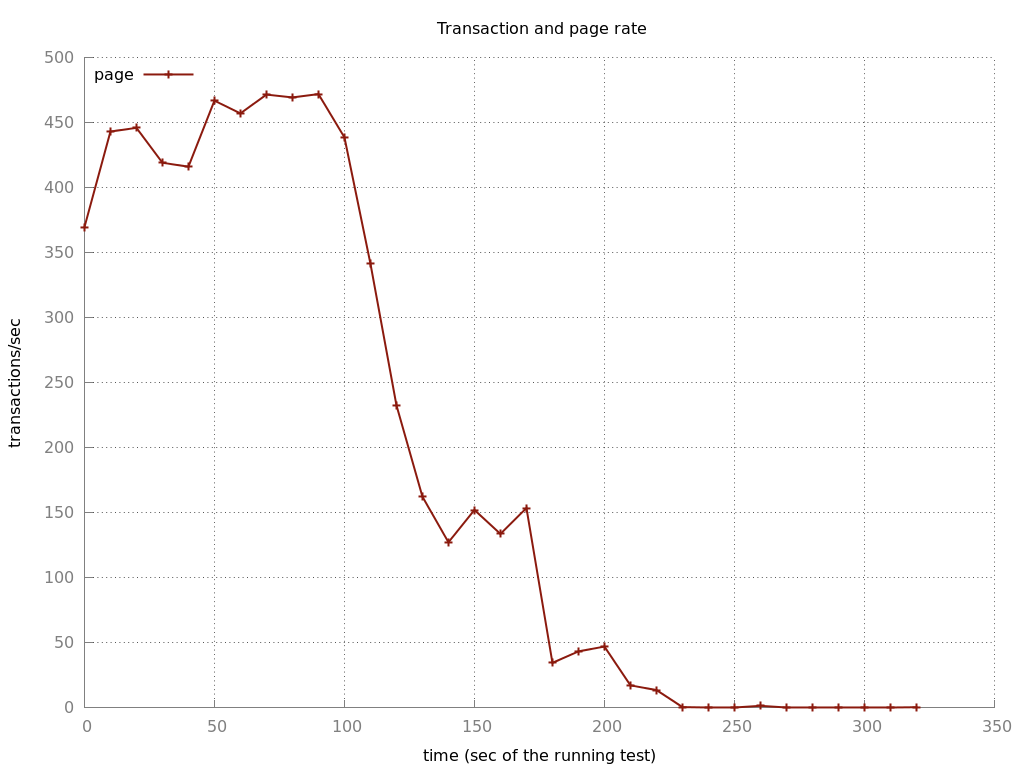 Transaction and page rate
500
page
450
400
350
300
250
200
150
100
50
0
transactions/sec
0 50 100 150 200 250 300 350
time (sec of the running test)